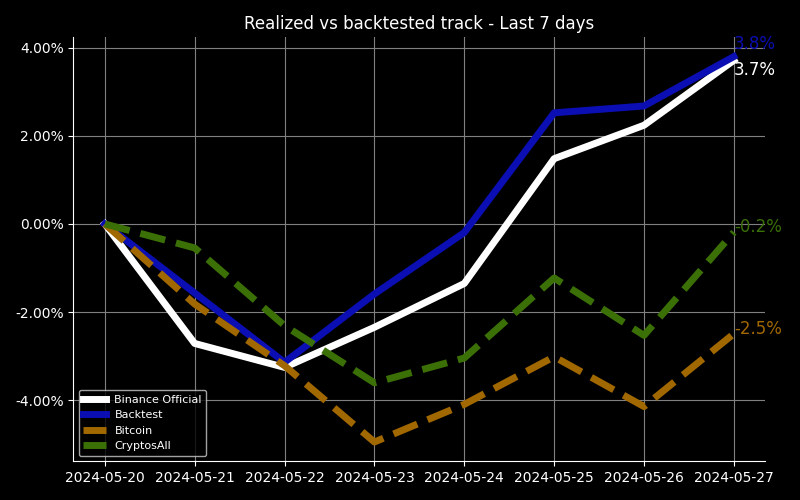 Realized vs backtested track - Last 7 days
4.00%
2.00%
0.00%
-2.00%
-4.00%
3.8%
3.7%
-0.2%
-2.5%
Binance Official
Backtest
Bitcoin
CryptosAll
2024-05-20 2024-05-21 2024-05-22 2024-05-23 2024-05-24 2024-05-25 2024-05-26 2024-05-27